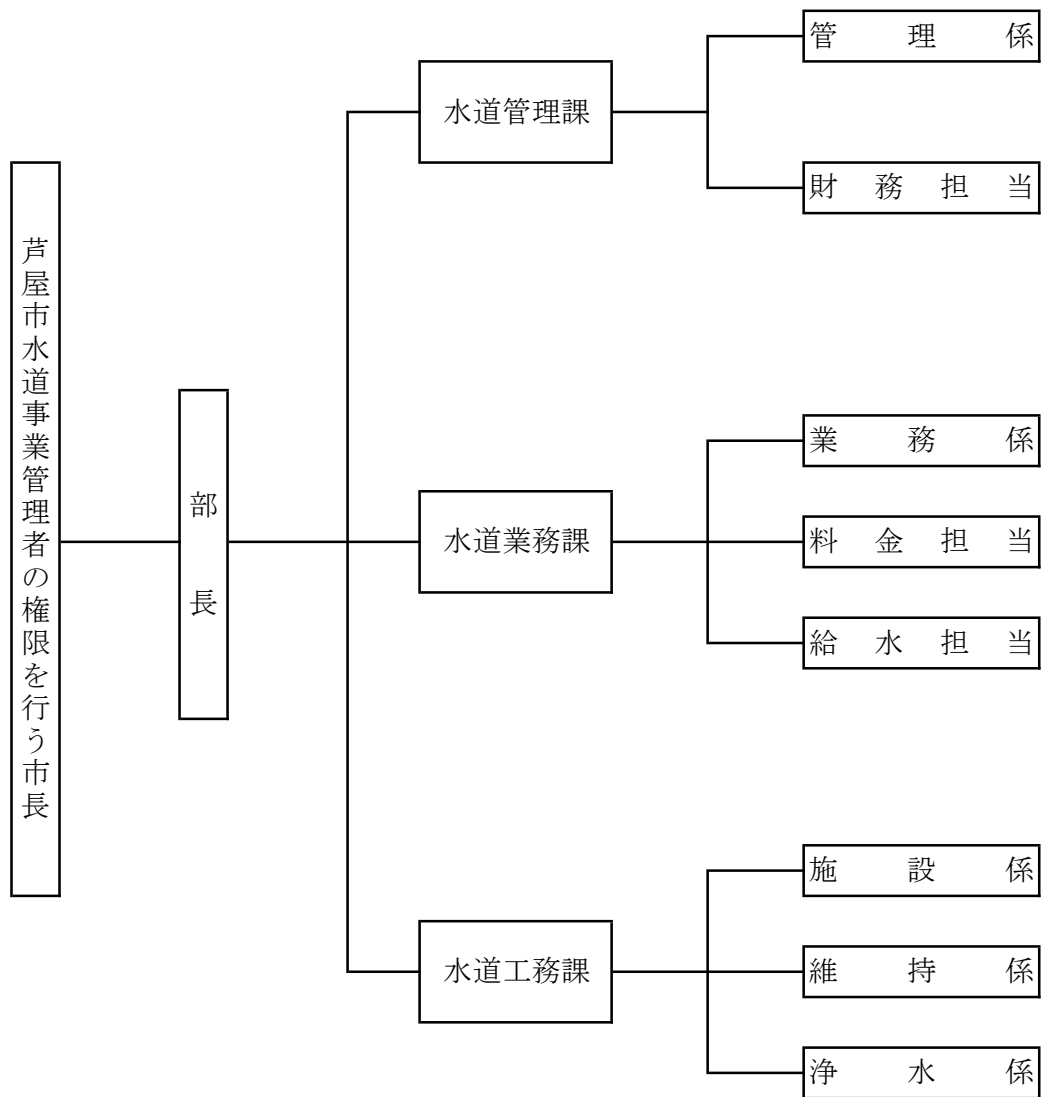 芦屋市水道事業管理者の権限を行う市長
部長
水道管理課
管理係
財務担当
水道業務課
業務係
料金担当
給水担当
水道工務課
施設係
維持係
浄水係